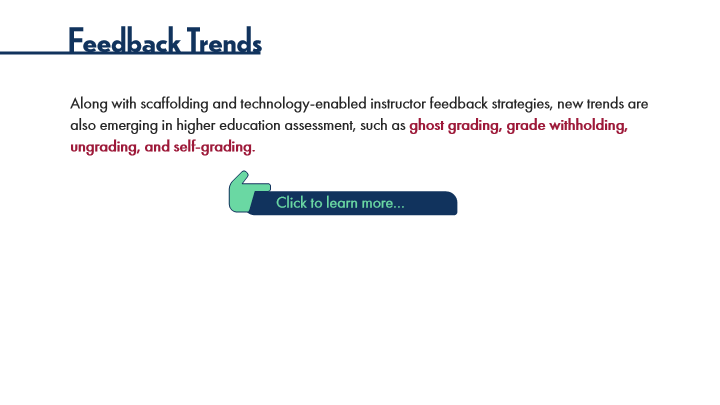 Feedback Trends
Along with scaffolding and technology-enabled instructor feedback strategies, new trends are
also emerging in higher education assessment, such as ghost grading, grade withholding,
ungrading, and self-grading.
Click to learn more...